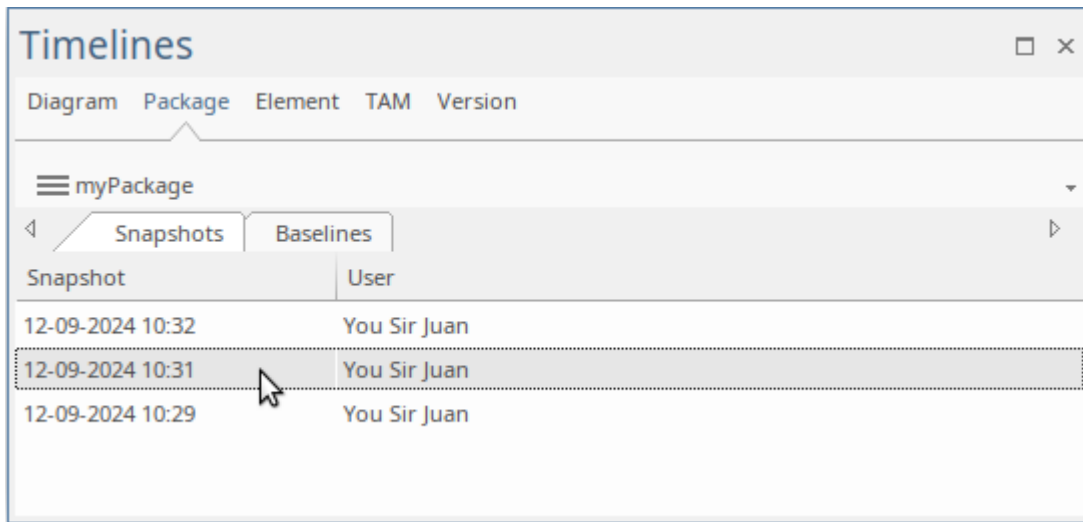 Timelines
Diagram Package Element TAM Version
myPackage
Snapshots Baselines
Snapshot User
12-09-2024 10:32 You Sir Juan
12-09-2024 10:31 You Sir Juan
12-09-2024 10:29 You Sir Juan